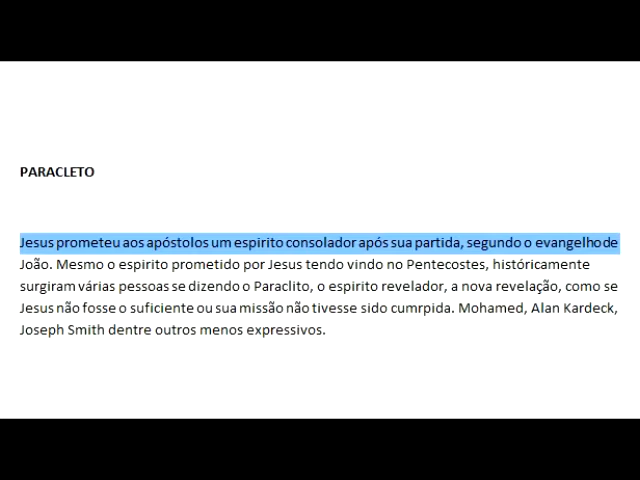 PARACLETO
Jesus prometeu aos apóstolos um espirito consolador após sua partida, segundo o evangelho de
João. Mesmo o espirito prometido por Jesus tendo vindo no Pentecostes, históricamente
surgiram várias pessoas se dizendo o Paraclito, o espirito revelador, a nova revelação, como se
Jesus não fosse o suficiente ou sua missão não tivesse sido cumrpida. Mohamed, Alan Kardeck,
Joseph Smith dentre outros menos expressivos.